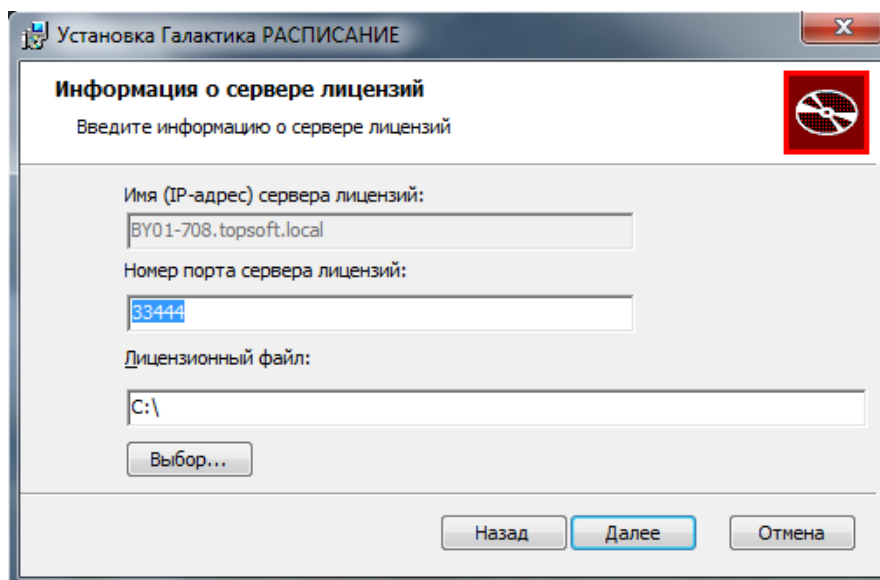 Установка Галактика РАСПИСАНИЕ
X
Информация о сервере лицензий
Введите информацию о сервере лицензий
Имя (IP-адрес) сервера лицензий:
BY01-708.topsoft.local
Номер порта сервера лицензий:
33444
Лицензионный файл:
C:\
Выбор...
Назад Далее Отмена